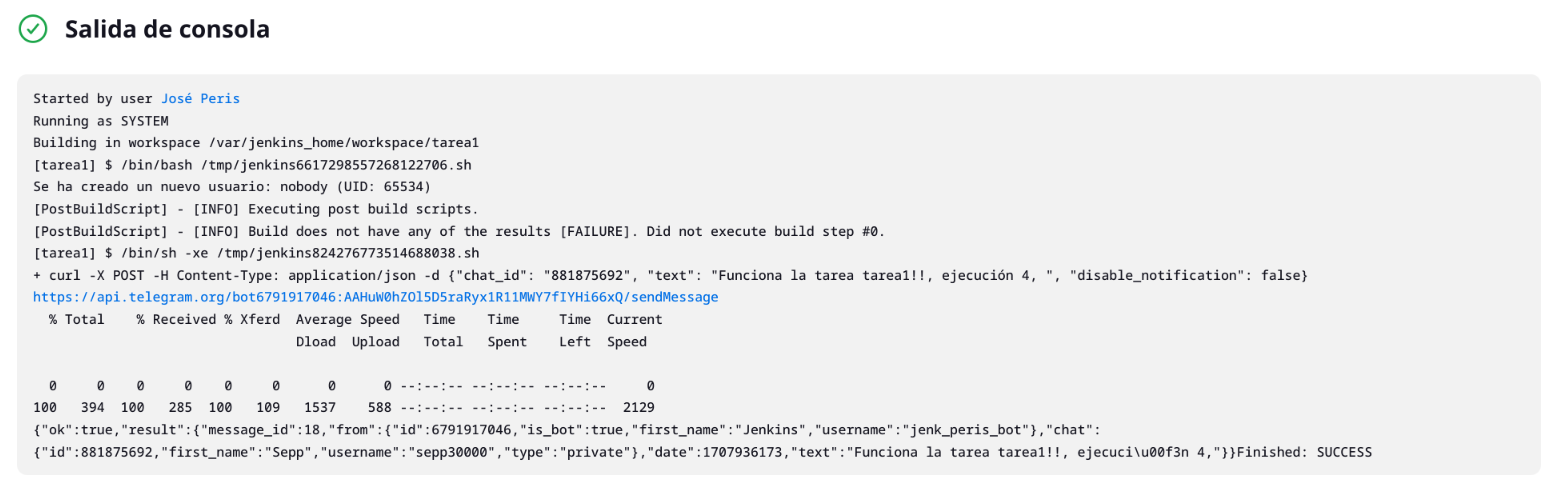 Salida de consola
Started by user José Peris
Running as SYSTEM
Building in workspace /var/jenkins_home/workspace/tarea1
[tarea1] $ /bin/bash /tmp/jenkins6617298557268122706.sh
Se ha creado un nuevo usuario: nobody (UID: 65534)
[PostBuildScript] - [INFO] Executing post build scripts.
[PostBuildScript] - [INFO] Build does not have any of the results [FAILURE]. Did not execute build step #0.
[tarea1] $ /bin/sh -xe /tmp/jenkins824276773514688038.sh
+ curl -X POST -H Content-Type: application/json -d {"chat_id": "881875692", "text": "Funciona la tarea tarea1!!, ejecución 4, ", "disable_notification": false}
https://api.telegram.org/bot6791917046:AAHuW0hZOl5D5raRyx1R11MWY7fIYHi66xQ/sendMessage
  % Total    % Received % Xferd  Average Speed   Time    Time     Time  Current
                                 Dload  Upload   Total   Spent    Left  Speed
  0     0    0     0    0     0      0      0 --:--:-- --:--:-- --:--:--     0
100   394  100   285  100   109   1537    588 --:--:-- --:--:-- --:--:--  2129
{"ok":true,"result":{"message_id":18,"from":{"id":6791917046,"is_bot":true,"first_name":"Jenkins","username":"jenk_peris_bot"},"chat":
{"id":881875692,"first_name":"Sepp","username":"sepp30000","type":"private"},"date":1707936173,"text":"Funciona la tarea tarea1!!, ejecuci\u00f3n 4,"}}Finished: SUCCESS